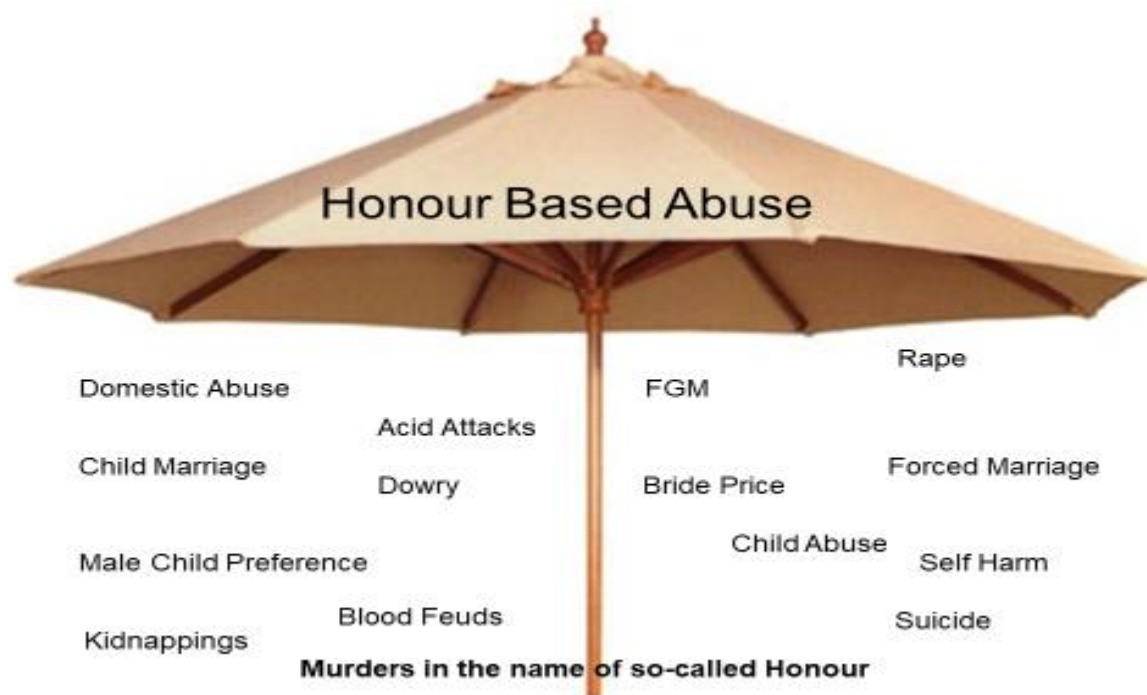 Honour Based Abuse
Rape
Domestic Abuse
FGM
Acid Attacks
Child Marriage
Forced Marriage
Dowry
Bride Price
Child Abuse
Male Child Preference
Self Harm
Blood Feuds
Suicide
Kidnappings
Murders in the name of so-called Honour